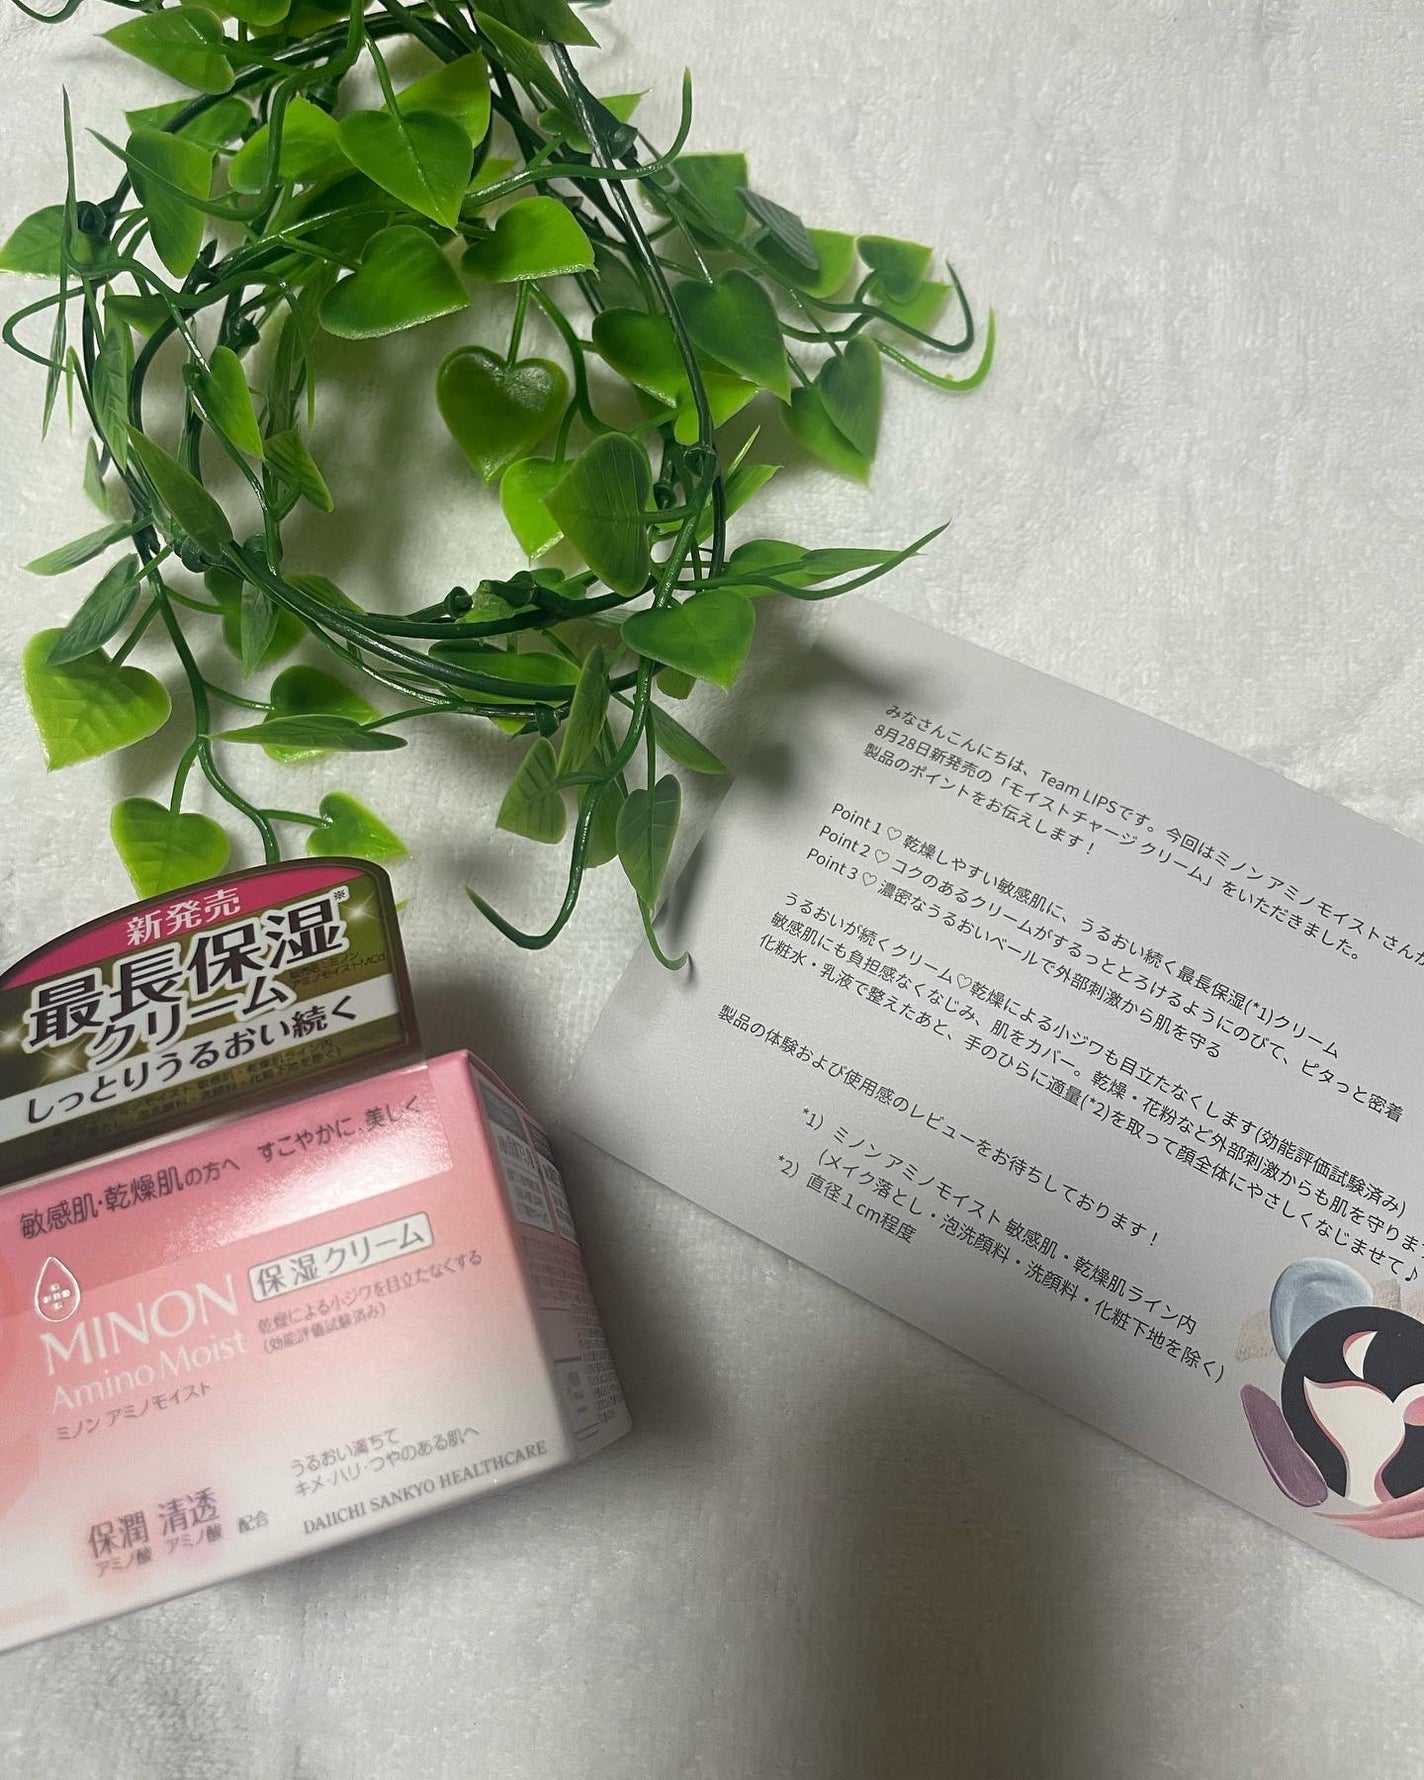 新発売
最長保湿※
クリーム
しっとりうるおい続く
敏感肌・乾燥肌の方へ すこやかに、美しく
MINON
Amino Moist
ミノン アミノモイスト
保湿クリーム
乾燥による小ジワを目立たなくする
(効能評価試験済み)
うるおい満ちて
キメ・ハリ・つやのある肌へ
保潤 清透
アミノ酸 アミノ酸 配合
DAIICHI SANKYO HEALTHCARE
みなさんこんにちは、Team LIPSです。今回はミノン アミノモイストさんか
8月28日新発売の「モイストチャージ クリーム」をいただきました。
製品のポイントをお伝えします！
Point 1 ♡ 乾燥しやすい敏感肌に、うるおい続く最長保湿(*1)クリーム
Point 2 ♡ コクのあるクリームがするっととろけるようにのびて、ピタっと密着
Point 3 ♡ 濃密なうるおいベールで外部刺激から肌を守る
うるおいが続くクリーム♡乾燥による小ジワも目立たなくします(効能評価試験済み)
敏感肌にも負担感なくなじみ、肌をカバー。乾燥・花粉など外部刺激からも肌を守りま
化粧水・乳液で整えたあと、手のひらに適量(*2)を取って顔全体にやさしくなじませて♪
製品の体験および使用感のレビューをお待ちしております！
*1) ミノン アミノモイスト 敏感肌・乾燥肌ライン内
(メイク落とし・泡洗顔料・洗顔料・化粧下地を除く)
*2) 直径１cm程度